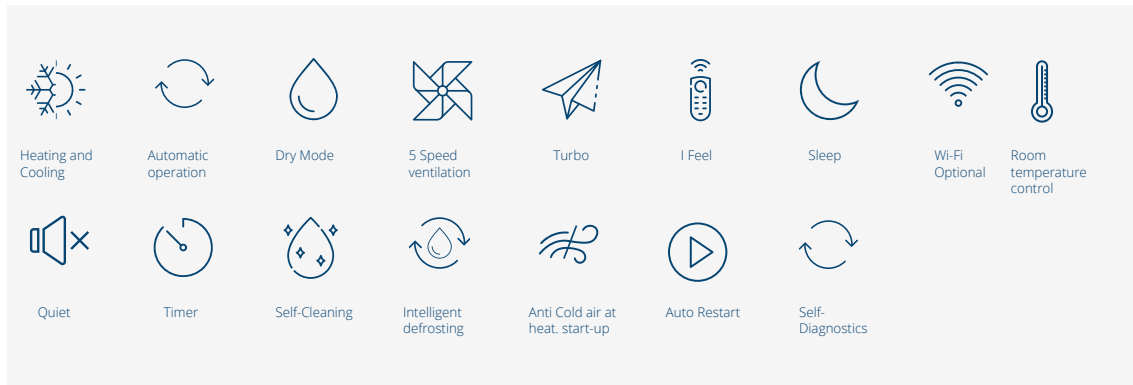 Heating and
Cooling
Automatic
operation
Dry Mode
5 Speed
ventilation
Turbo
I Feel
Sleep
Wi-Fi
Optional
Room
temperature
control
Quiet
Timer
Self-Cleaning
Intelligent
defrosting
Anti Cold air at
heat. start-up
Auto Restart
Self-
Diagnostics